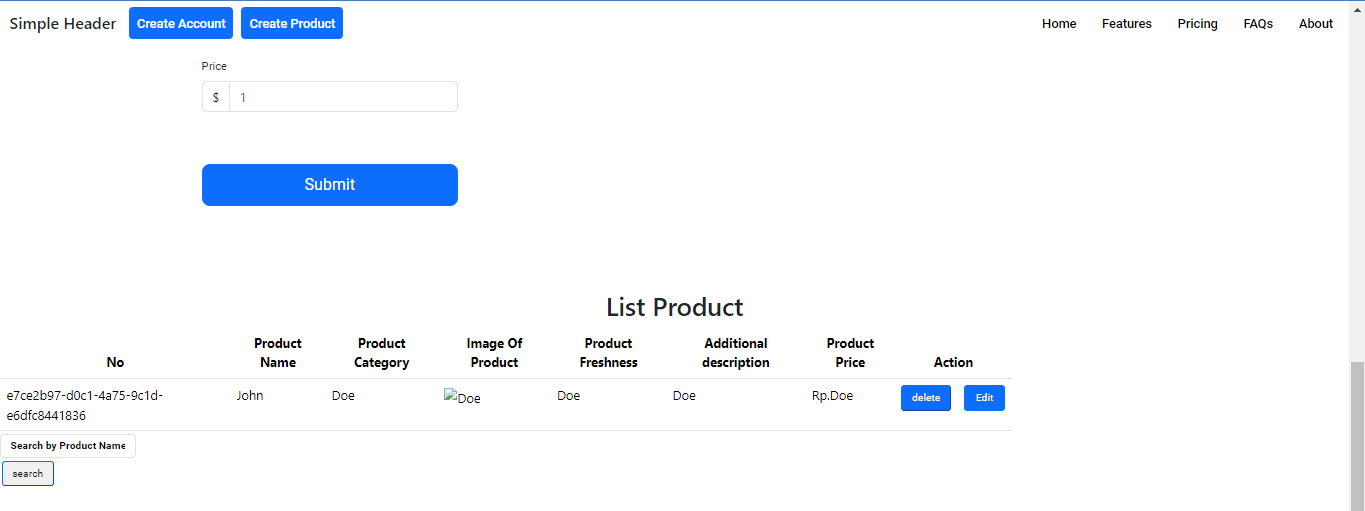 Simple Header Create Account Create Product Home Features Pricing FAQs About
Price
$ 1
Submit
List Product
No Product Name Product Category Image Of Product Product Freshness Additional description Product Price Action
e7ce2b97-d0c1-4a75-9c1d-e6dfc8441836 John Doe Doe Doe Doe Rp.Doe delete Edit
Search by Product Name
search